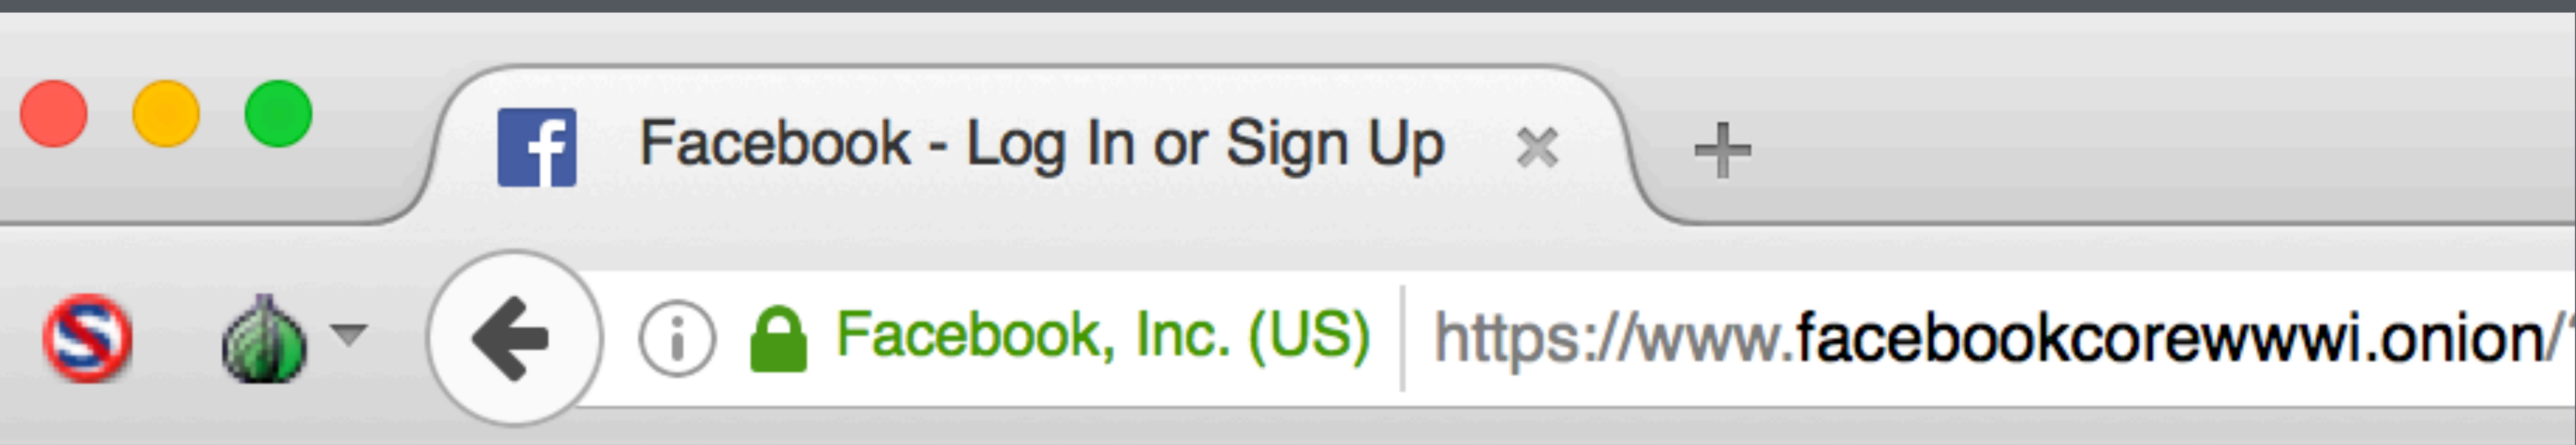 Facebook - Log In or Sign Up
Facebook, Inc. (US) https://www.facebookcorewwwi.onion/